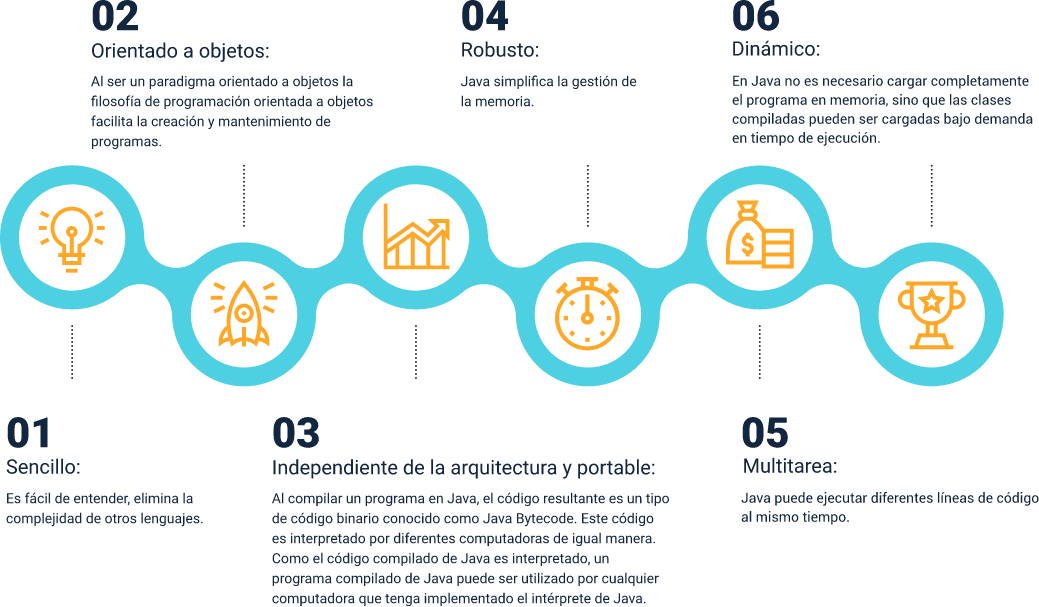 02
Orientado a objetos:
Al ser un paradigma orientado a objetos la
filosofía de programación orientada a objetos
facilita la creación y mantenimiento de
programas.
04
Robusto:
Java simplifica la gestión de
la memoria.
06
Dinámico:
En Java no es necesario cargar completamente
el programa en memoria, sino que las clases
compiladas pueden ser cargadas bajo demanda
en tiempo de ejecución.
$
01
Sencillo:
Es fácil de entender, elimina la
complejidad de otros lenguajes.
03
Independiente de la arquitectura y portable:
Al compilar un programa en Java, el código resultante es un tipo
de código binario conocido como Java Bytecode. Este código
es interpretado por diferentes computadoras de igual manera.
Como el código compilado de Java es interpretado, un
programa compilado de Java puede ser utilizado por cualquier
computadora que tenga implementado el intérprete de Java.
05
Multitarea:
Java puede ejecutar diferentes líneas de código
al mismo tiempo.